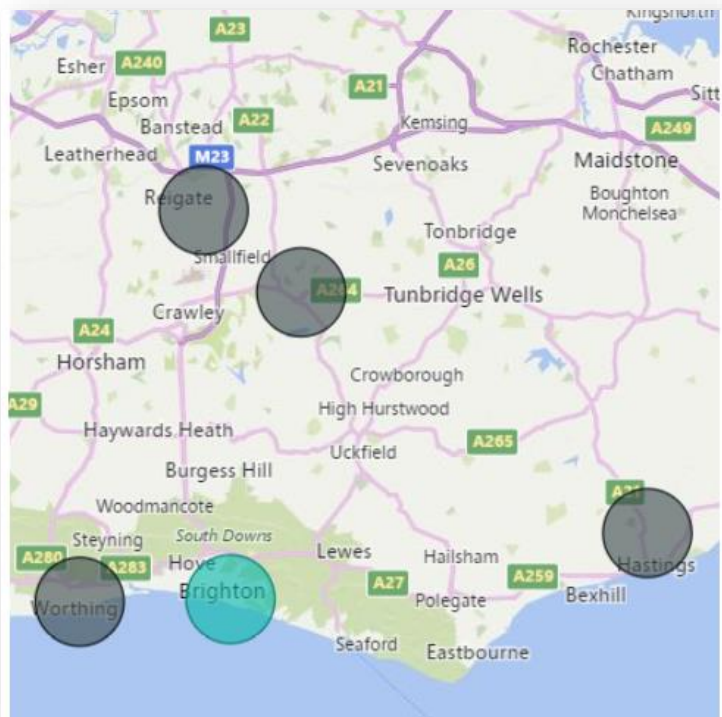 Kingsnorth
A23
Rochester
Esher
A240
Chatham
A21
Sitt
Epsom
A22
Banstead
Kemsing
A249
Leatherhead
M23
Sevenoaks
Maidstone
Reigate
Boughton
Monchelsea
Tonbridge
Smallfield
A26
A264
Tunbridge Wells
Crawley
A24
Horsham
Crowborough
A29
High Hurstwood
Haywards Heath
A265
Uckfield
Burgess Hill
A21
Woodmancote
Steyning
South Downs
Lewes
A280
A283
Hove
Hailsham
Hastings
A27
A259
Brighton
Polegate
Bexhill
Worthing
Seaford
Eastbourne